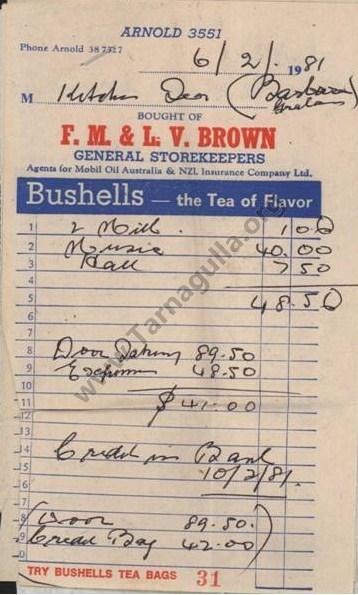 ARNOLD 3551
Phone Arnold 387327
6/2/1981
M Kitchen Door (Barbara
BOUGHT OF
F. M. & L. V. BROWN
GENERAL STOREKEEPERS
Agents for Mobil Oil Australia & NZI, Insurance Company Ltd.
Bushells — the Tea of Flavor
1 2 Milk 1.00
2 Music 40.00
3 Hall 7 50
4
5 48.50
6
7
8 Door Taking 89.50
9 Expenses 48.50
10
11 $41.00
12
13
14 Credit in Bank
15 10/2/81.
16
17
18 (Door 89.50.
19 Bread Bag 42.00)
20
TRY BUSHELLS TEA BAGS 31
www.Tarnagulla.org